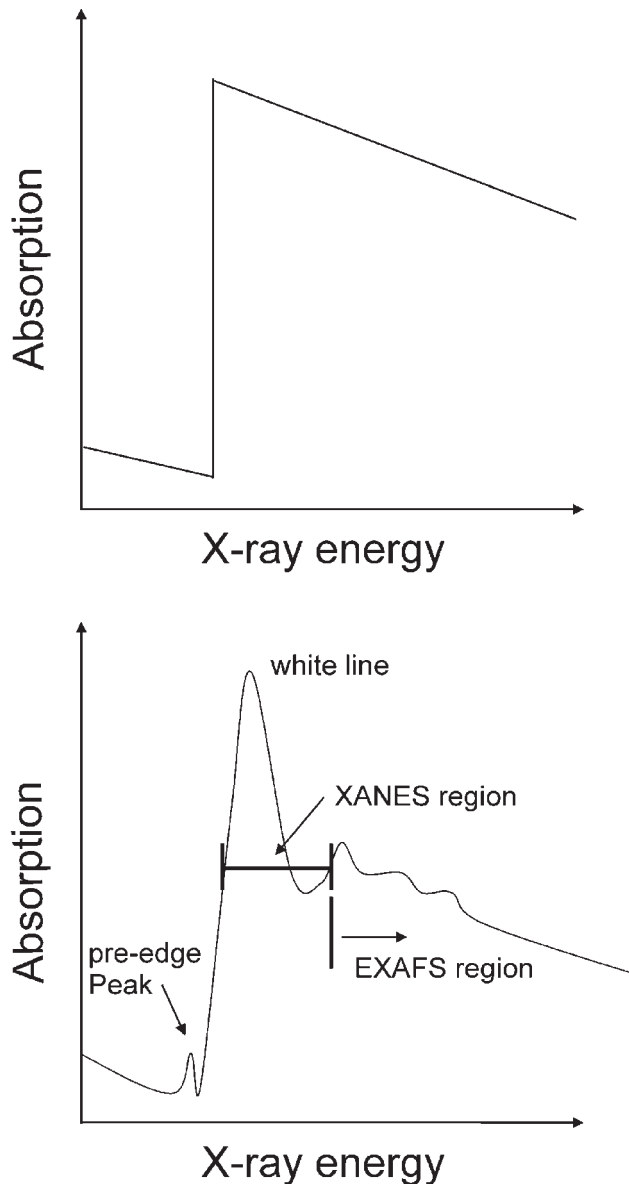 Absorption
X-ray energy
white line
XANES region
Absorption
pre-edge
Peak
EXAFS region
X-ray energy